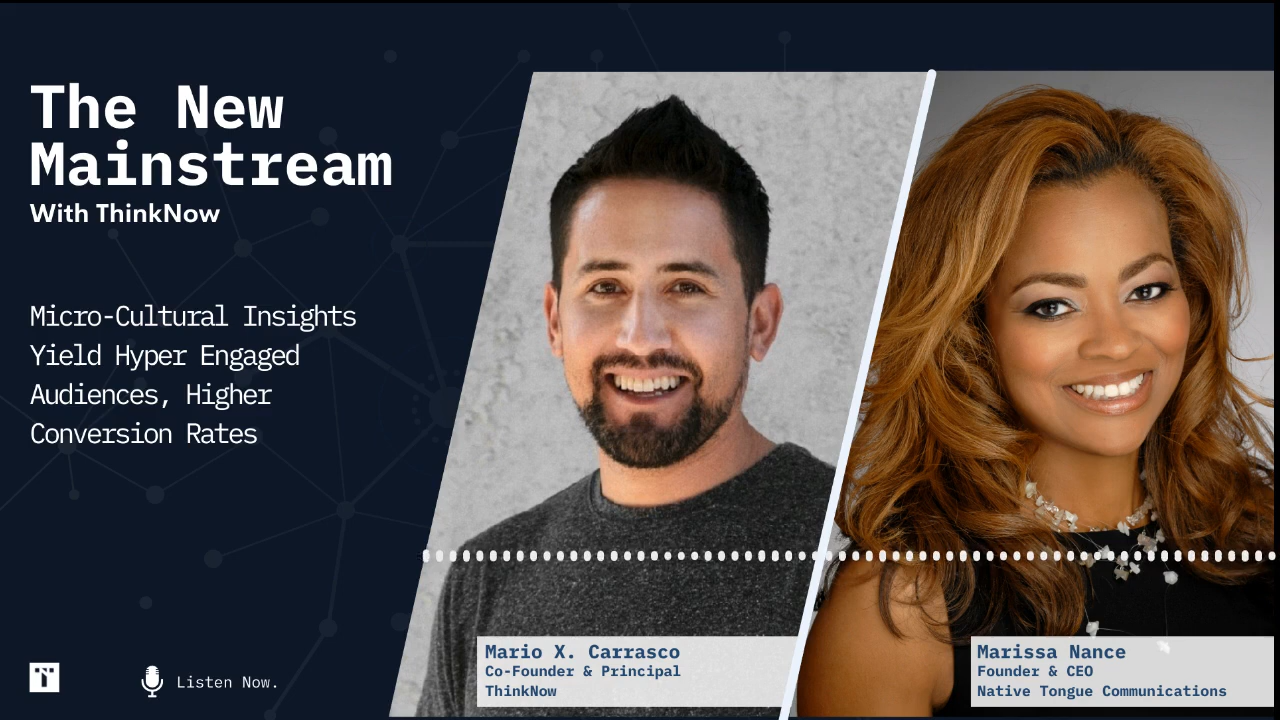 The New
Mainstream
With ThinkNow
Micro-Cultural Insights
Yield Hyper Engaged
Audiences, Higher
Conversion Rates
Listen Now.
Mario X. Carrasco
Co-Founder & Principal
ThinkNow
Marissa Nance
Founder & CEO
Native Tongue Communications